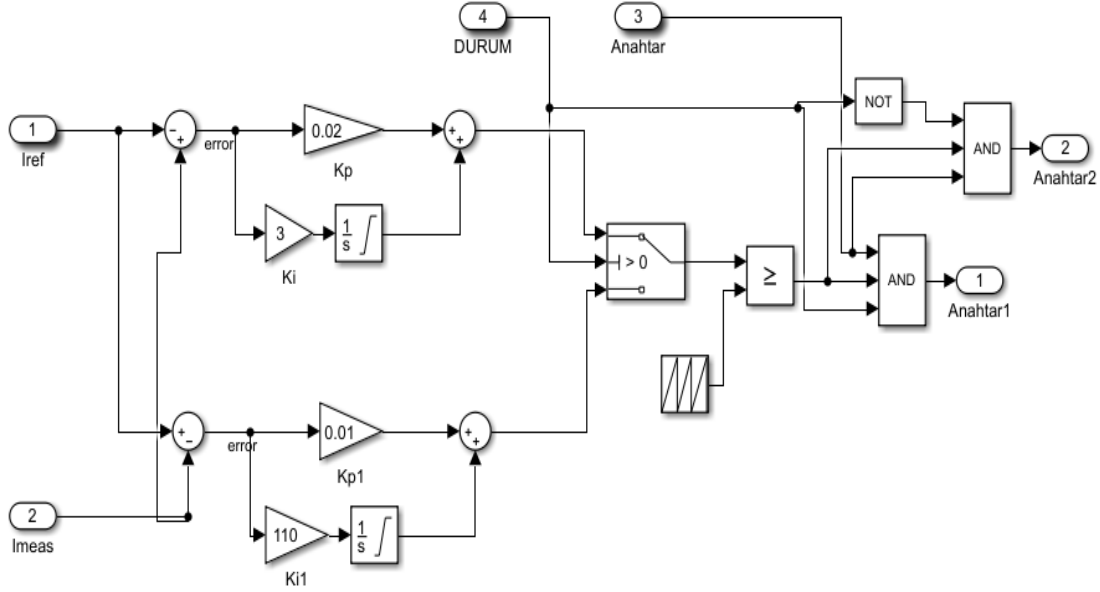 4
DURUM
3
Anahtar
NOT
AND
2
Anahtar2
1
Iref
- +
error
0.02
Kp
+ +
3
Ki
1
s
> 0
≥
AND
1
Anahtar1
+ -
error
0.01
Kp1
+ +
2
Imeas
110
Ki1
1
s